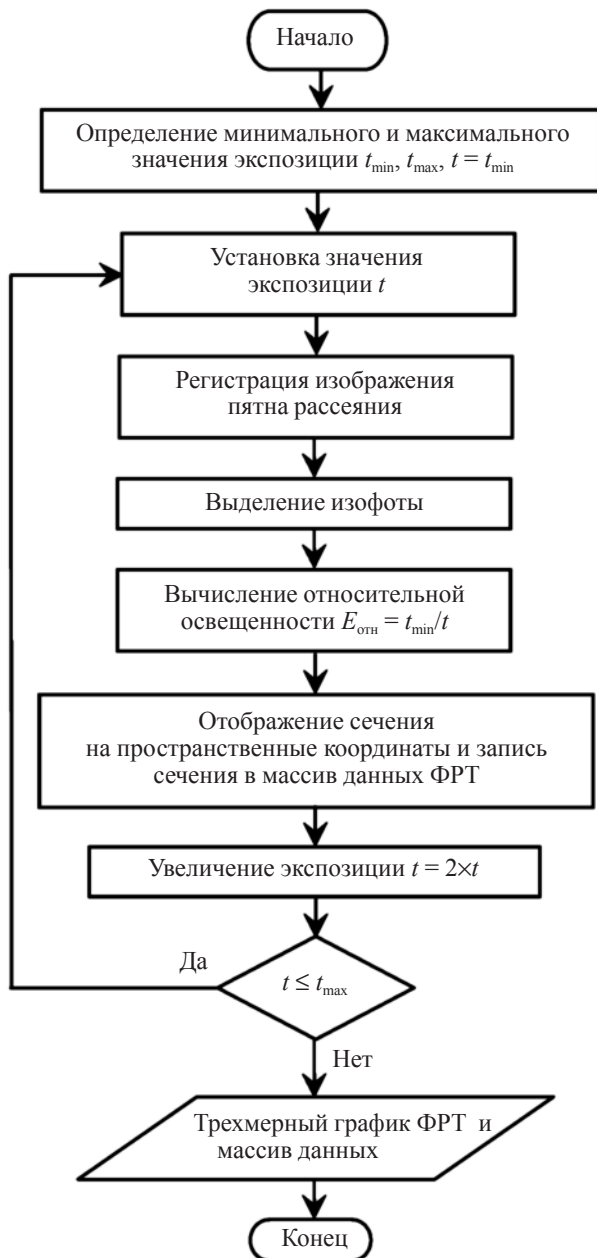 Начало
Определение минимального и максимального
значения экспозиции t_min, t_max, t = t_min
Установка значения
экспозиции t
Регистрация изображения
пятна рассеяния
Выделение изофоты
Вычисление относительной
освещенности E_отн = t_min/t
Отображение сечения
на пространственные координаты и запись
сечения в массив данных ФРТ
Увеличение экспозиции t = 2×t
Да
t ≤ t_max
Нет
Трехмерный график ФРТ и
массив данных
Конец